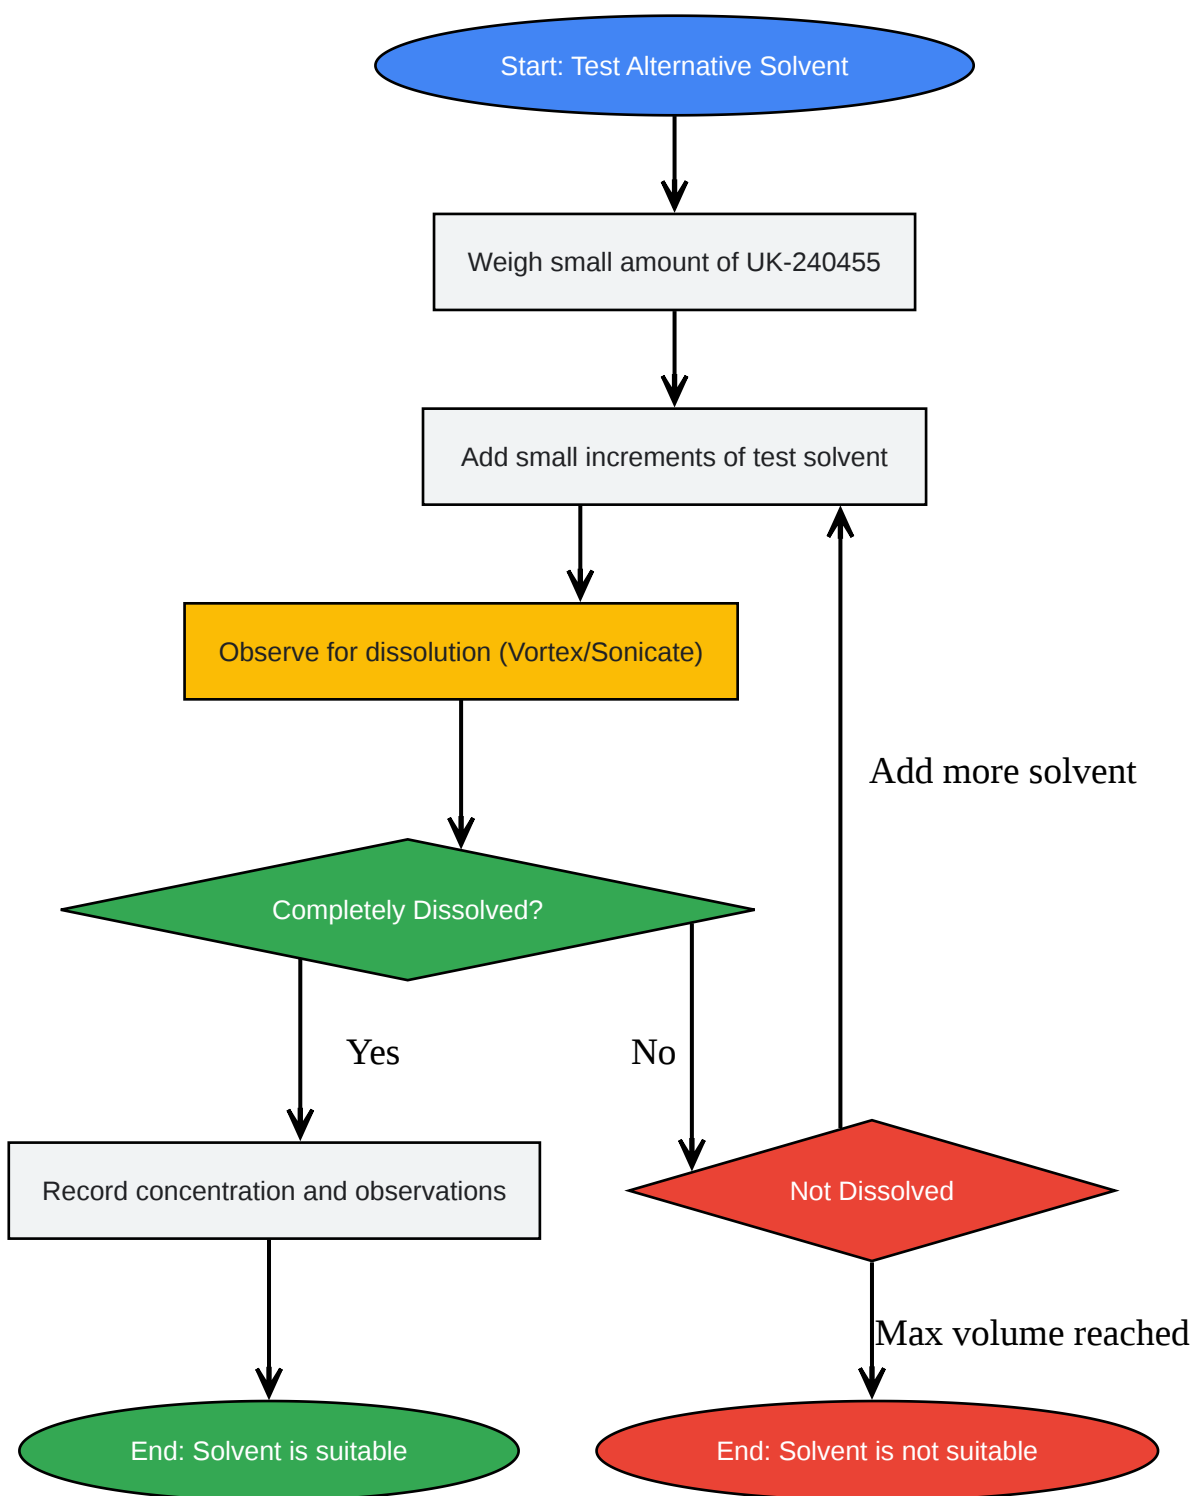 Start: Test Alternative Solvent
Weigh small amount of UK-240455
Add small increments of test solvent
Observe for dissolution (Vortex/Sonicate)
Add more solvent
Completely Dissolved?
Yes
No
Record concentration and observations
Not Dissolved
Max volume reached
End: Solvent is suitable
End: Solvent is not suitable